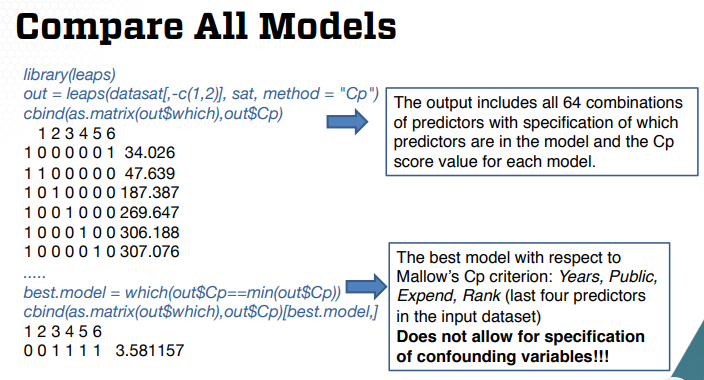 Compare All Models
library(leaps)
out = leaps(datasat[,-c(1,2)], sat, method = "Cp")
cbind(as.matrix(out$which),out$Cp)
1 2 3 4 5 6
1 0 0 0 0 0 1 34.026
1 1 0 0 0 0 0 47.639
1 0 1 0 0 0 0 187.387
1 0 0 1 0 0 0 269.647
1 0 0 0 1 0 0 306.188
1 0 0 0 0 1 0 307.076
.....
best.model = which(out$Cp==min(out$Cp))
cbind(as.matrix(out$which),out$Cp)[best.model,]
1 2 3 4 5 6
0 0 1 1 1 1 3.581157
The output includes all 64 combinations
of predictors with specification of which
predictors are in the model and the Cp
score value for each model.
The best model with respect to
Mallow's Cp criterion: Years, Public,
Expend, Rank (last four predictors
in the input dataset)
Does not allow for specification
of confounding variables!!!